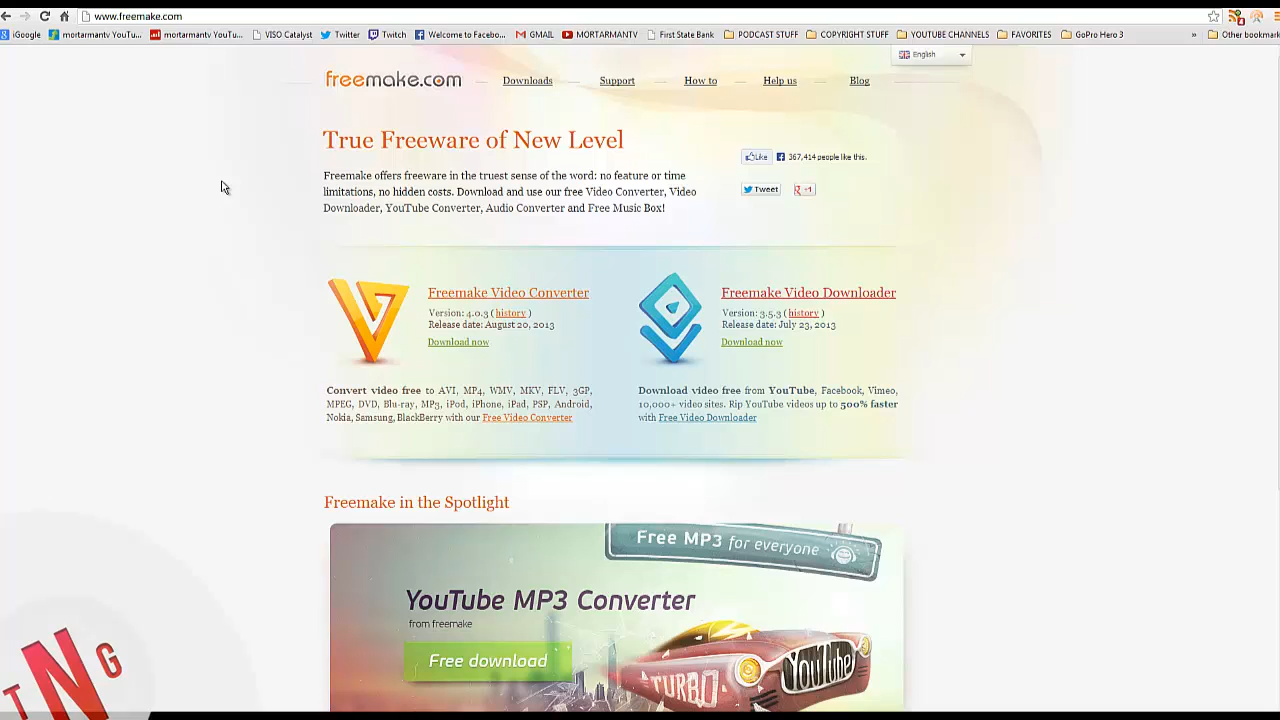 www.freemake.com
iGoogle
mortarmantv YouTu...
mortarmantv YouTu...
VISO Catalyst
Twitter
Twitch
Welcome to Facebo...
GMAIL
MORTARMANTV
First State Bank
PODCAST STUFF
COPYRIGHT STUFF
YOUTUBE CHANNELS
FAVORITES
GoPro Hero 3
»
Other bookmark
English
freemake.com
Downloads
Support
How to
Help us
Blog
True Freeware of New Level
Freemake offers freeware in the truest sense of the word: no feature or time
limitations, no hidden costs. Download and use our free Video Converter, Video
Downloader, YouTube Converter, Audio Converter and Free Music Box!
Like
367,414 people like this.
Tweet
+1
Freemake Video Converter
Version: 4.0.3 ( history )
Release date: August 20, 2013
Download now
Convert video free to AVI, MP4, WMV, MKV, FLV, 3GP,
MPEG, DVD, Blu-ray, MP3, iPod, iPhone, iPad, PSP, Android,
Nokia, Samsung, BlackBerry with our Free Video Converter
Freemake Video Downloader
Version: 3.5.3 ( history )
Release date: July 23, 2013
Download now
Download video free from YouTube, Facebook, Vimeo,
10,000+ video sites. Rip YouTube videos up to 500% faster
with Free Video Downloader
Freemake in the Spotlight
Free MP3 for everyone
YouTube MP3 Converter
from freemake
Free download
TURBO
YouTube
NG